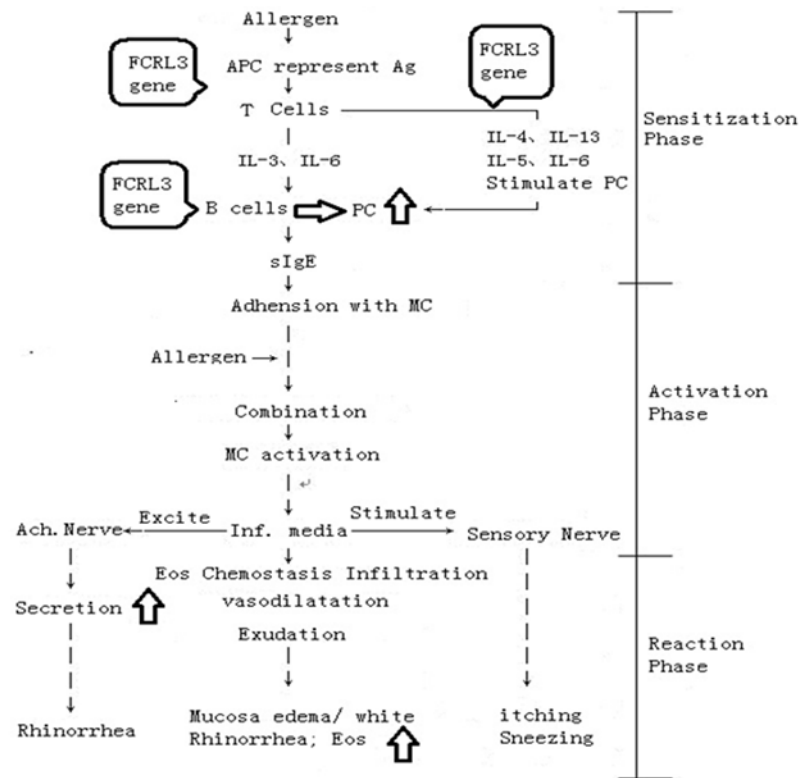 Allergen
FCRL3
gene
APC represent Ag
FCRL3
gene
T Cells
Sensitization
Phase
IL-3、IL-6
IL-4、IL-13
IL-5、IL-6
Stimulate PC
FCRL3
gene
B cells
PC
sIgE
Adhension with MC
Allergen
Combination
Activation
Phase
MC activation
Ach. Nerve
Excite
Inf. media
Stimulate
Sensory Nerve
Eos Chemostasis Infiltration
vasodilatation
Secretion
Exudation
Reaction
Phase
Rhinorrhea
Mucosa edema/ white
Rhinorrhea; Eos
itching
Sneezing